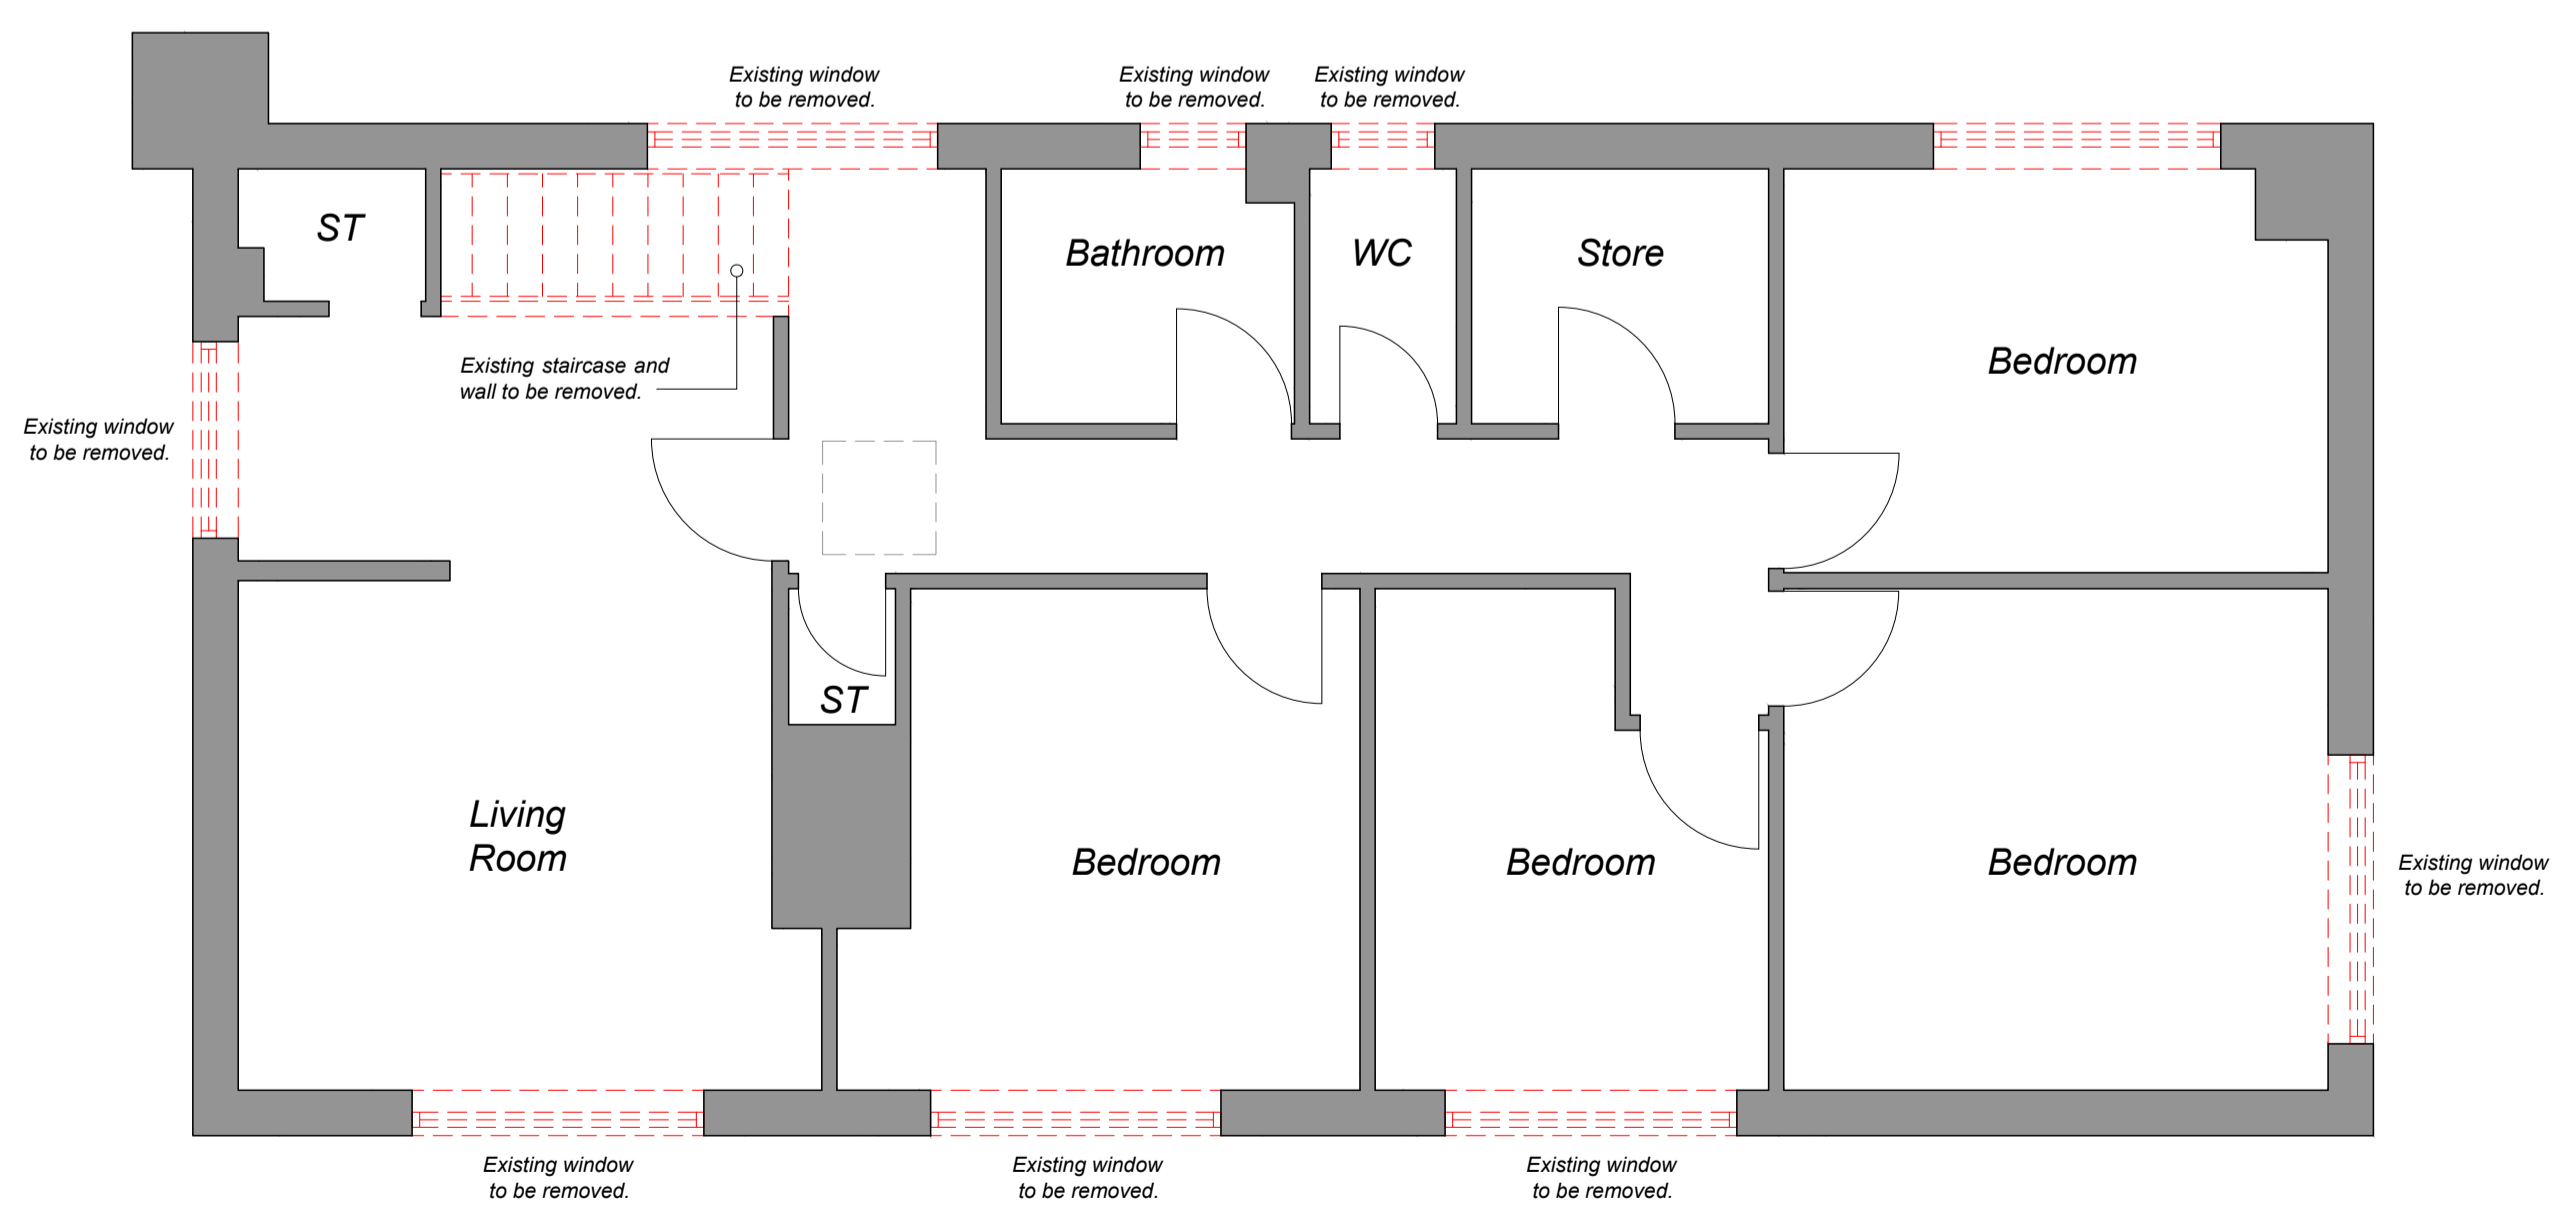 Existing window
to be removed.
Existing window
to be removed.
Existing window
to be removed.
ST
Bathroom
WC
Store
Bedroom
Existing staircase and
wall to be removed.
Existing window
to be removed.
ST
Living
Room
Bedroom
Bedroom
Bedroom
Existing window
to be removed.
Existing window
to be removed.
Existing window
to be removed.
Existing window
to be removed.